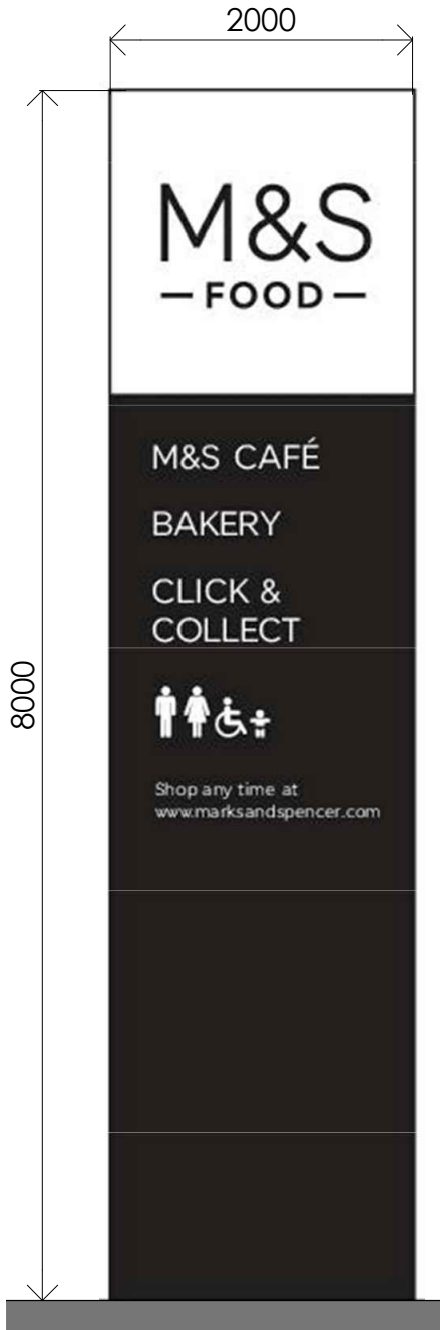 2000
M&S
— FOOD —
M&S CAFÉ
BAKERY
CLICK &
COLLECT
8000
Shop any time at
www.marksandspencer.com